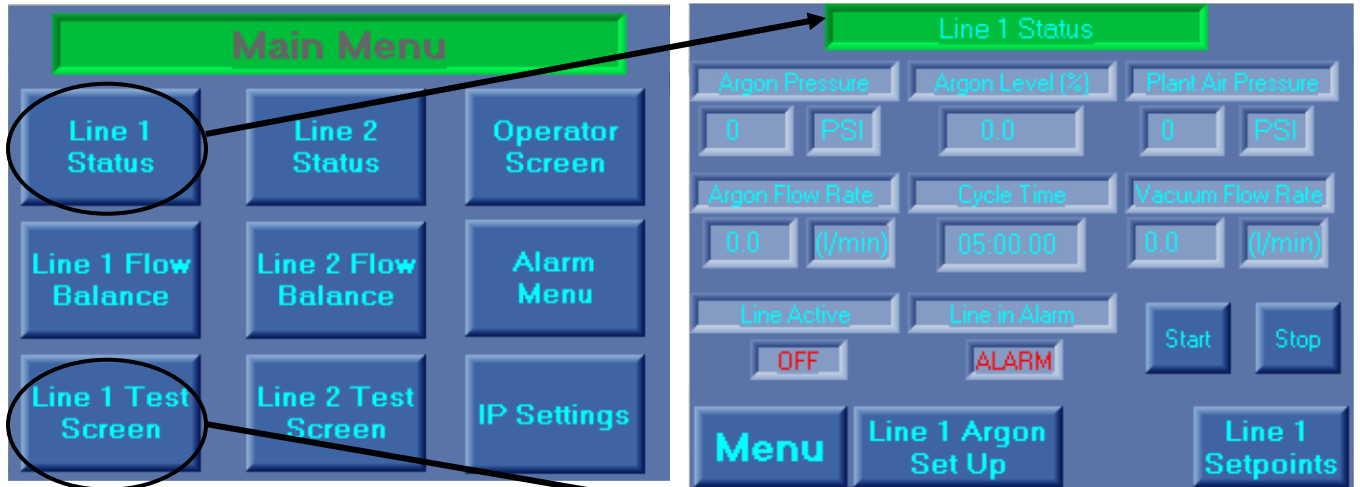 Main Menu
Line 1
Status
Line 2
Status
Operator
Screen
Line 1 Flow
Balance
Line 2 Flow
Balance
Alarm
Menu
Line 1 Test
Screen
Line 2 Test
Screen
IP Settings
Line 1 Status
Argon Pressure
Argon Level (%)
Plant Air Pressure
0 PSI
0.0
0 PSI
Argon Flow Rate
Cycle Time
Vacuum Flow Rate
0.0 (l/min)
05:00.00
0.0 (l/min)
Line Active
Line in Alarm
OFF
ALARM
Start
Stop
Menu
Line 1 Argon
Set Up
Line 1
Setpoints